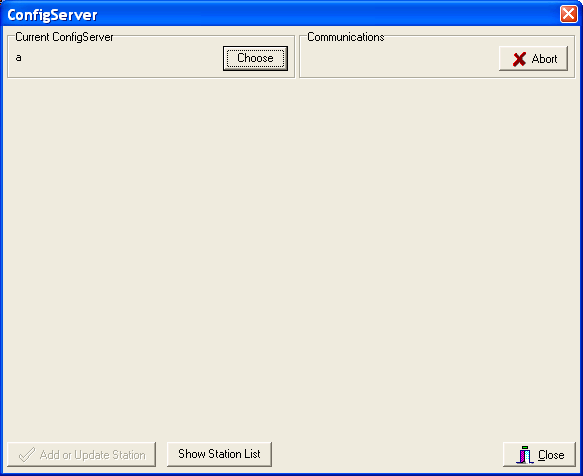 ConfigServer
Current ConfigServer
Communications
a
Choose
Abort
Add or Update Station
Show Station List
Close